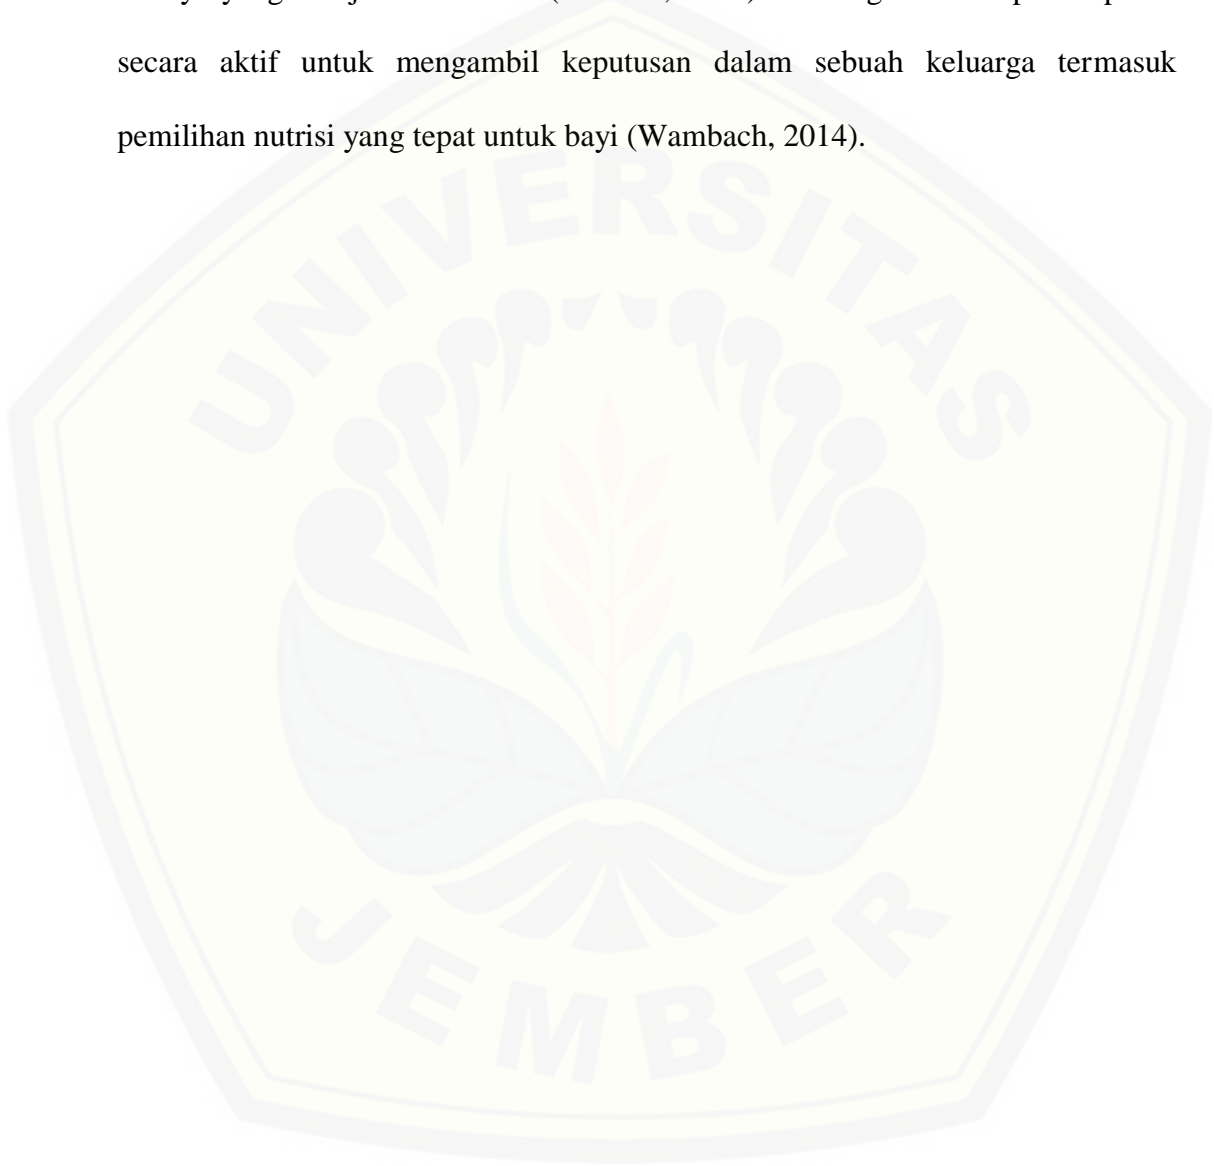 secara aktif untuk mengambil keputusan dalam sebuah keluarga termasuk
pemilihan nutrisi yang tepat untuk bayi (Wambach, 2014).
UNIVERSITAS
JEMBER